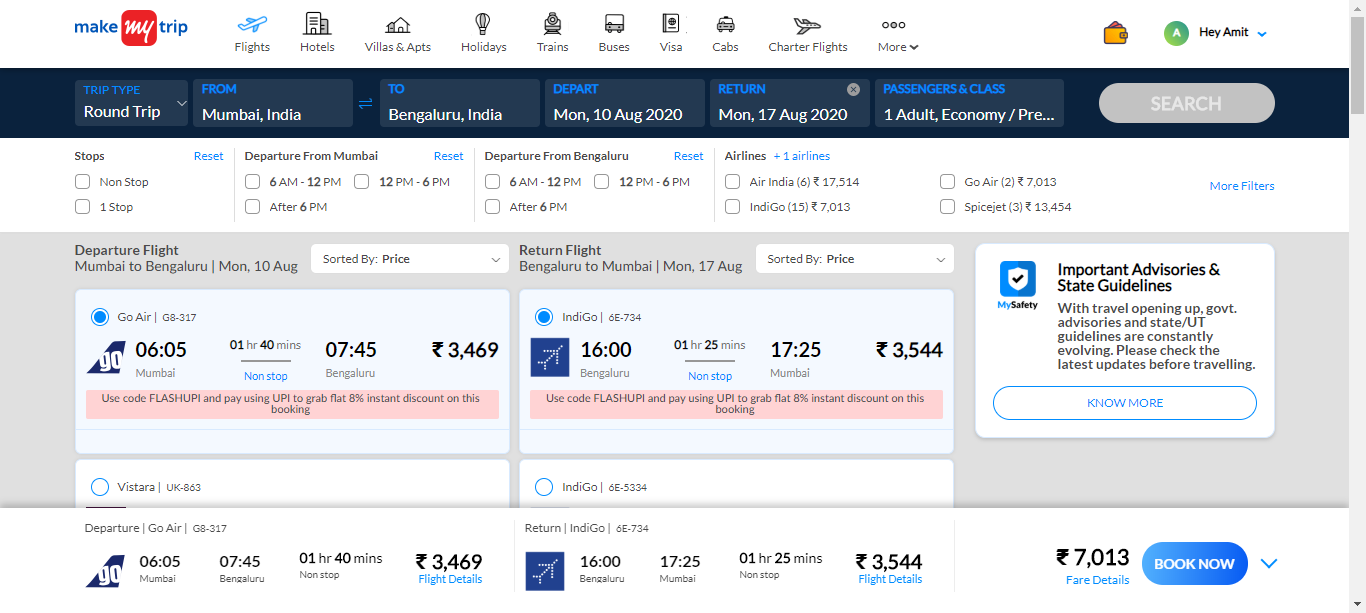 make my trip
Flights
Hotels
Villas & Apts
Holidays
Trains
Buses
Visa
Cabs
Charter Flights
More
A
Hey Amit
TRIP TYPE
Round Trip
FROM
Mumbai, India
TO
Bengaluru, India
DEPART
Mon, 10 Aug 2020
RETURN
Mon, 17 Aug 2020
PASSENGERS & CLASS
1 Adult, Economy / Pre...
SEARCH
Stops
Reset
Non Stop
1 Stop
Departure From Mumbai
Reset
6 AM - 12 PM
12 PM - 6 PM
After 6 PM
Departure From Bengaluru
Reset
6 AM - 12 PM
12 PM - 6 PM
After 6 PM
Airlines + 1 airlines
Air India (6) ₹ 17,514
Go Air (2) ₹ 7,013
IndiGo (15) ₹ 7,013
Spicejet (3) ₹ 13,454
More Filters
Departure Flight
Mumbai to Bengaluru | Mon, 10 Aug
Sorted By: Price
Go Air | G8-317
go
06:05
Mumbai
01 hr 40 mins
Non stop
07:45
Bengaluru
₹ 3,469
Use code FLASHUPI and pay using UPI to grab flat 8% instant discount on this
booking
Vistara | UK-863
Return Flight
Bengaluru to Mumbai | Mon, 17 Aug
Sorted By: Price
IndiGo | 6E-734
16:00
Bengaluru
01 hr 25 mins
Non stop
17:25
Mumbai
₹ 3,544
Use code FLASHUPI and pay using UPI to grab flat 8% instant discount on this
booking
IndiGo | 6E-5334
MySafety
Important Advisories &
State Guidelines
With travel opening up, govt.
advisories and state/UT
guidelines are constantly
evolving. Please check the
latest updates before travelling.
KNOW MORE
Departure | Go Air | G8-317
go
06:05
Mumbai
07:45
Bengaluru
01 hr 40 mins
Non stop
₹ 3,469
Flight Details
Return | IndiGo | 6E-734
16:00
Bengaluru
17:25
Mumbai
01 hr 25 mins
Non stop
₹ 3,544
Flight Details
₹ 7,013
Fare Details
BOOK NOW